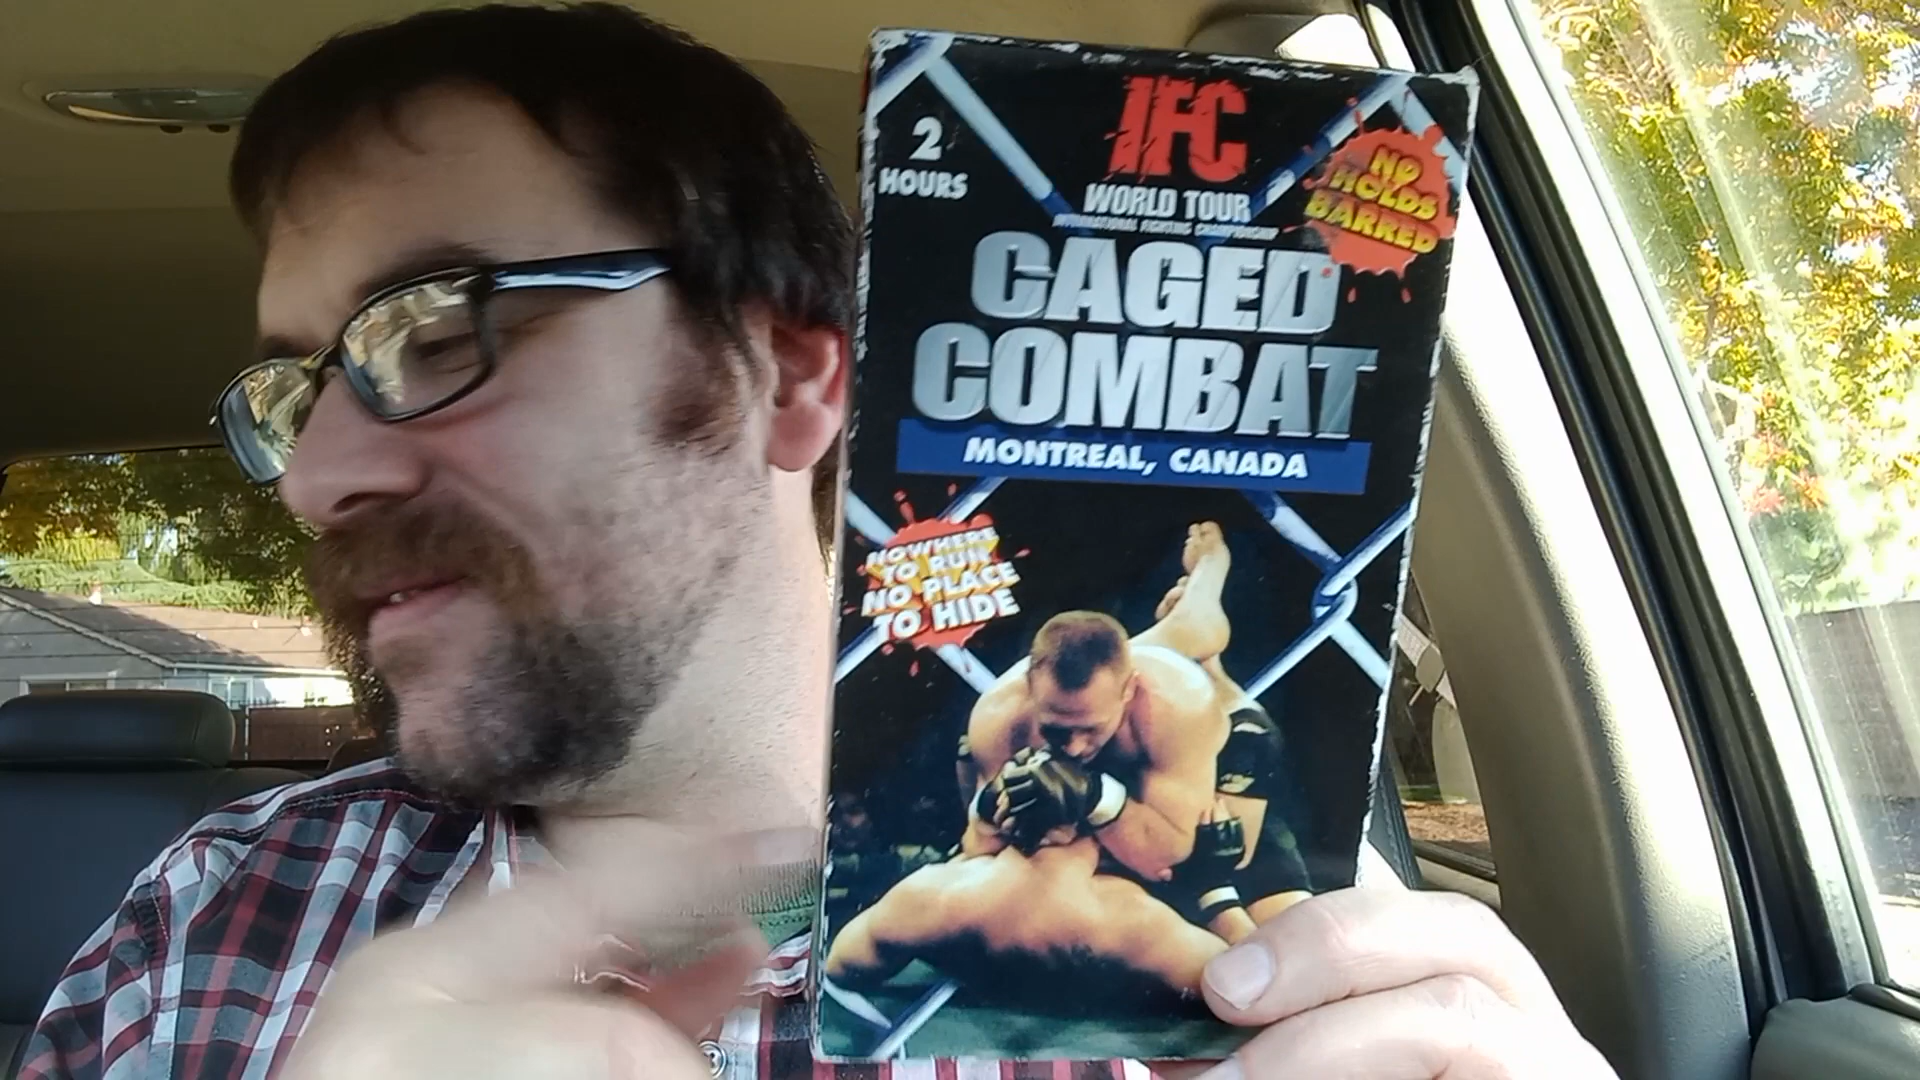 2
HOURS
IFC
WORLD TOUR
INTERNATIONAL FIGHTING CHAMPIONSHIP
NO
HOLDS
BARRED
CAGED
COMBAT
MONTREAL, CANADA
NOWHERE
TO RUN
NO PLACE
TO HIDE